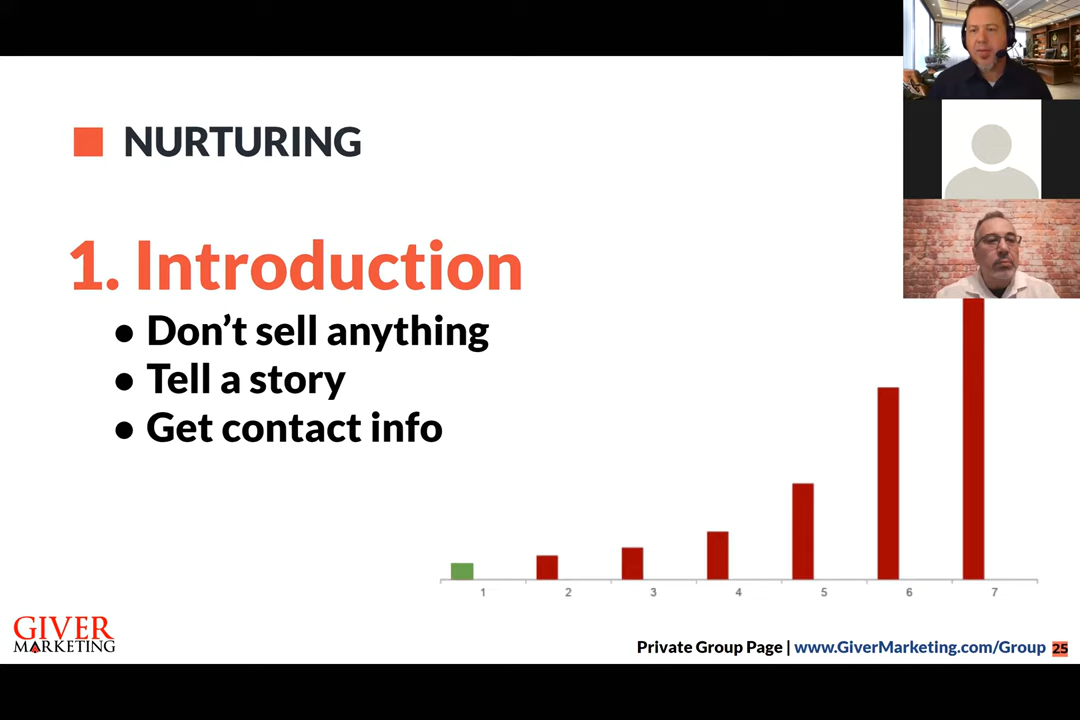 NURTURING
1. Introduction
● Don’t sell anything
● Tell a story
● Get contact info
1 2 3 4 5 6 7
GIVER
MARKETING
Private Group Page | www.GiverMarketing.com/Group 25